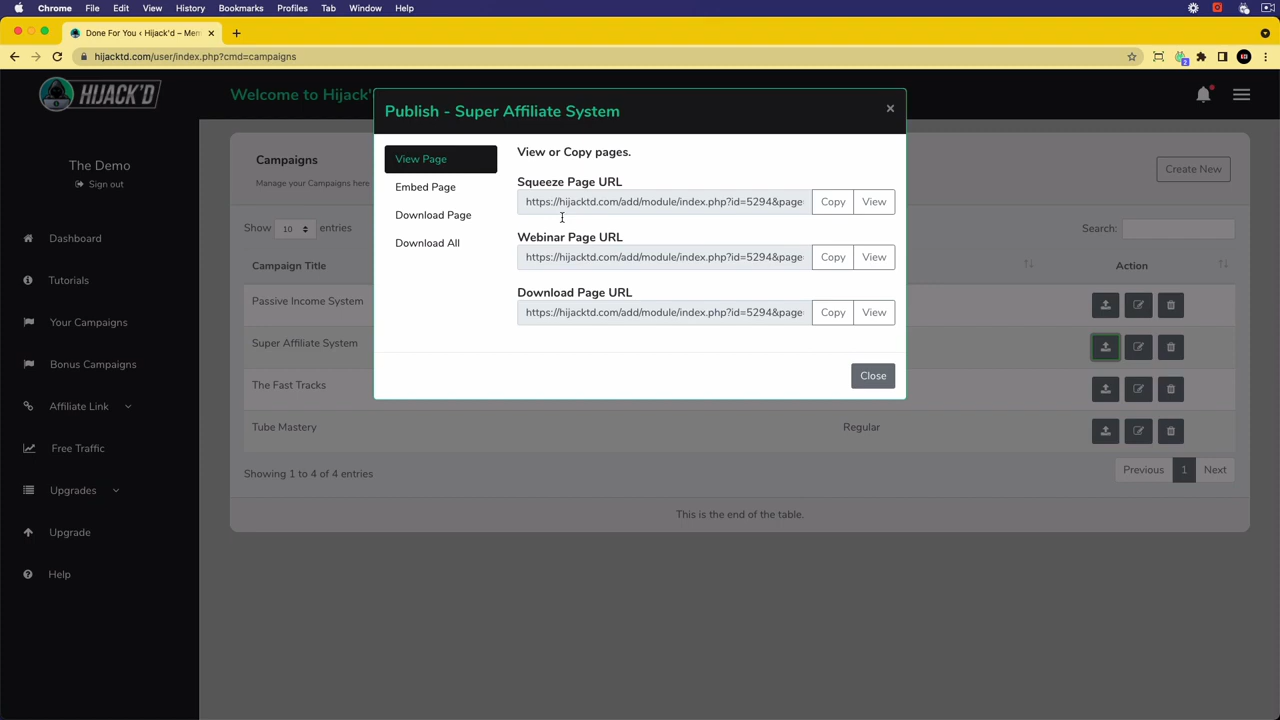 Chrome File Edit View History Bookmarks Profiles Tab Window Help
Done For You ‹ Hijack'd – Mem
hijacktd.com/user/index.php?cmd=campaigns
2
HIJACK'D
Welcome to Hijack'
The Demo
Sign out
Dashboard
Tutorials
Your Campaigns
Bonus Campaigns
Affiliate Link
Free Traffic
Upgrades
Upgrade
Help
Campaigns
Manage your Campaigns here
Create New
Show 10 entries
Search:
Campaign Title
Action
Passive Income System
Super Affiliate System
The Fast Tracks
Tube Mastery
Regular
Showing 1 to 4 of 4 entries
Previous 1 Next
This is the end of the table.
Publish - Super Affiliate System
×
View Page
Embed Page
Download Page
Download All
View or Copy pages.
Squeeze Page URL
https://hijacktd.com/add/module/index.php?id=5294&page Copy View
Webinar Page URL
https://hijacktd.com/add/module/index.php?id=5294&page Copy View
Download Page URL
https://hijacktd.com/add/module/index.php?id=5294&page Copy View
Close